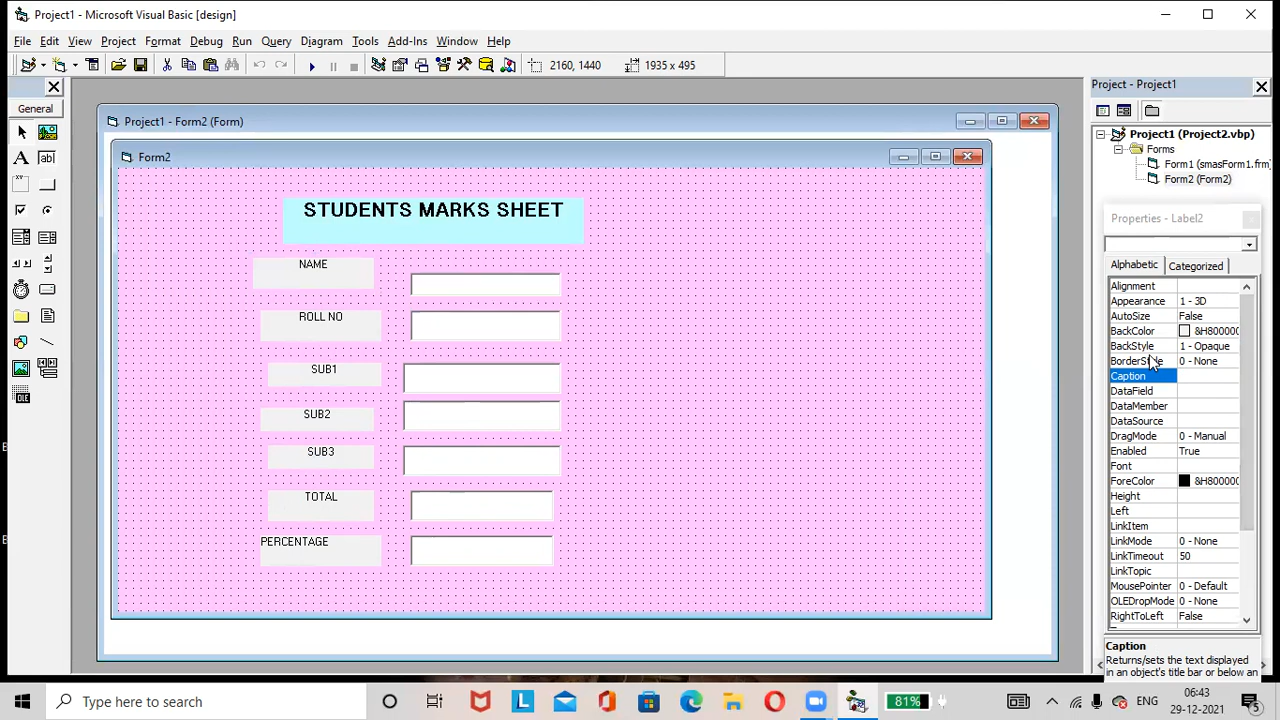 Project1 - Microsoft Visual Basic [design]
File Edit View Project Format Debug Run Query Diagram Tools Add-Ins Window Help
2160, 1440 1935 x 495
General
Project1 - Form2 (Form)
Form2
STUDENTS MARKS SHEET
NAME
ROLL NO
SUB1
SUB2
SUB3
TOTAL
PERCENTAGE
Project - Project1
Project1 (Project2.vbp)
Forms
Form1 (smasForm1.frm
Form2 (Form2)
Properties - Label2
Alphabetic Categorized
Alignment
Appearance 1 - 3D
AutoSize False
BackColor &H800000
BackStyle 1 - Opaque
BorderStyle 0 - None
Caption
DataField
DataMember
DataSource
DragMode 0 - Manual
Enabled True
Font
ForeColor &H800000
Height
Left
LinkItem
LinkMode 0 - None
LinkTimeout 50
LinkTopic
MousePointer 0 - Default
OLEDropMode 0 - None
RightToLeft False
Caption
Returns/sets the text displayed
in an object's title bar or below an
Type here to search
81%
ENG
06:43
29-12-2021
5